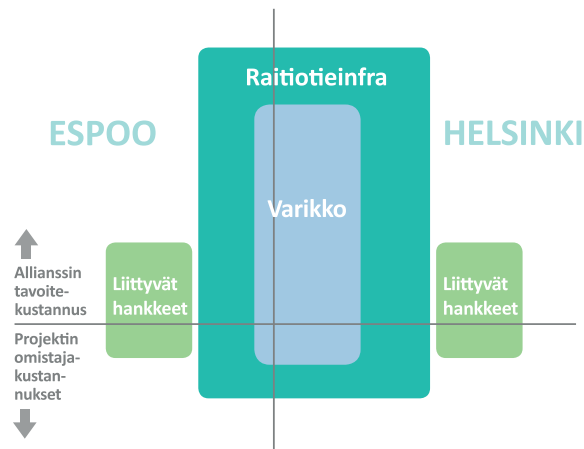 Raitiotieinfra
ESPOO
HELSINKI
Varikko
Allianssin
tavoite-
kustannus
Liittyvät
hankkeet
Liittyvät
hankkeet
Projektin
omistaja-
kustan-
nukset